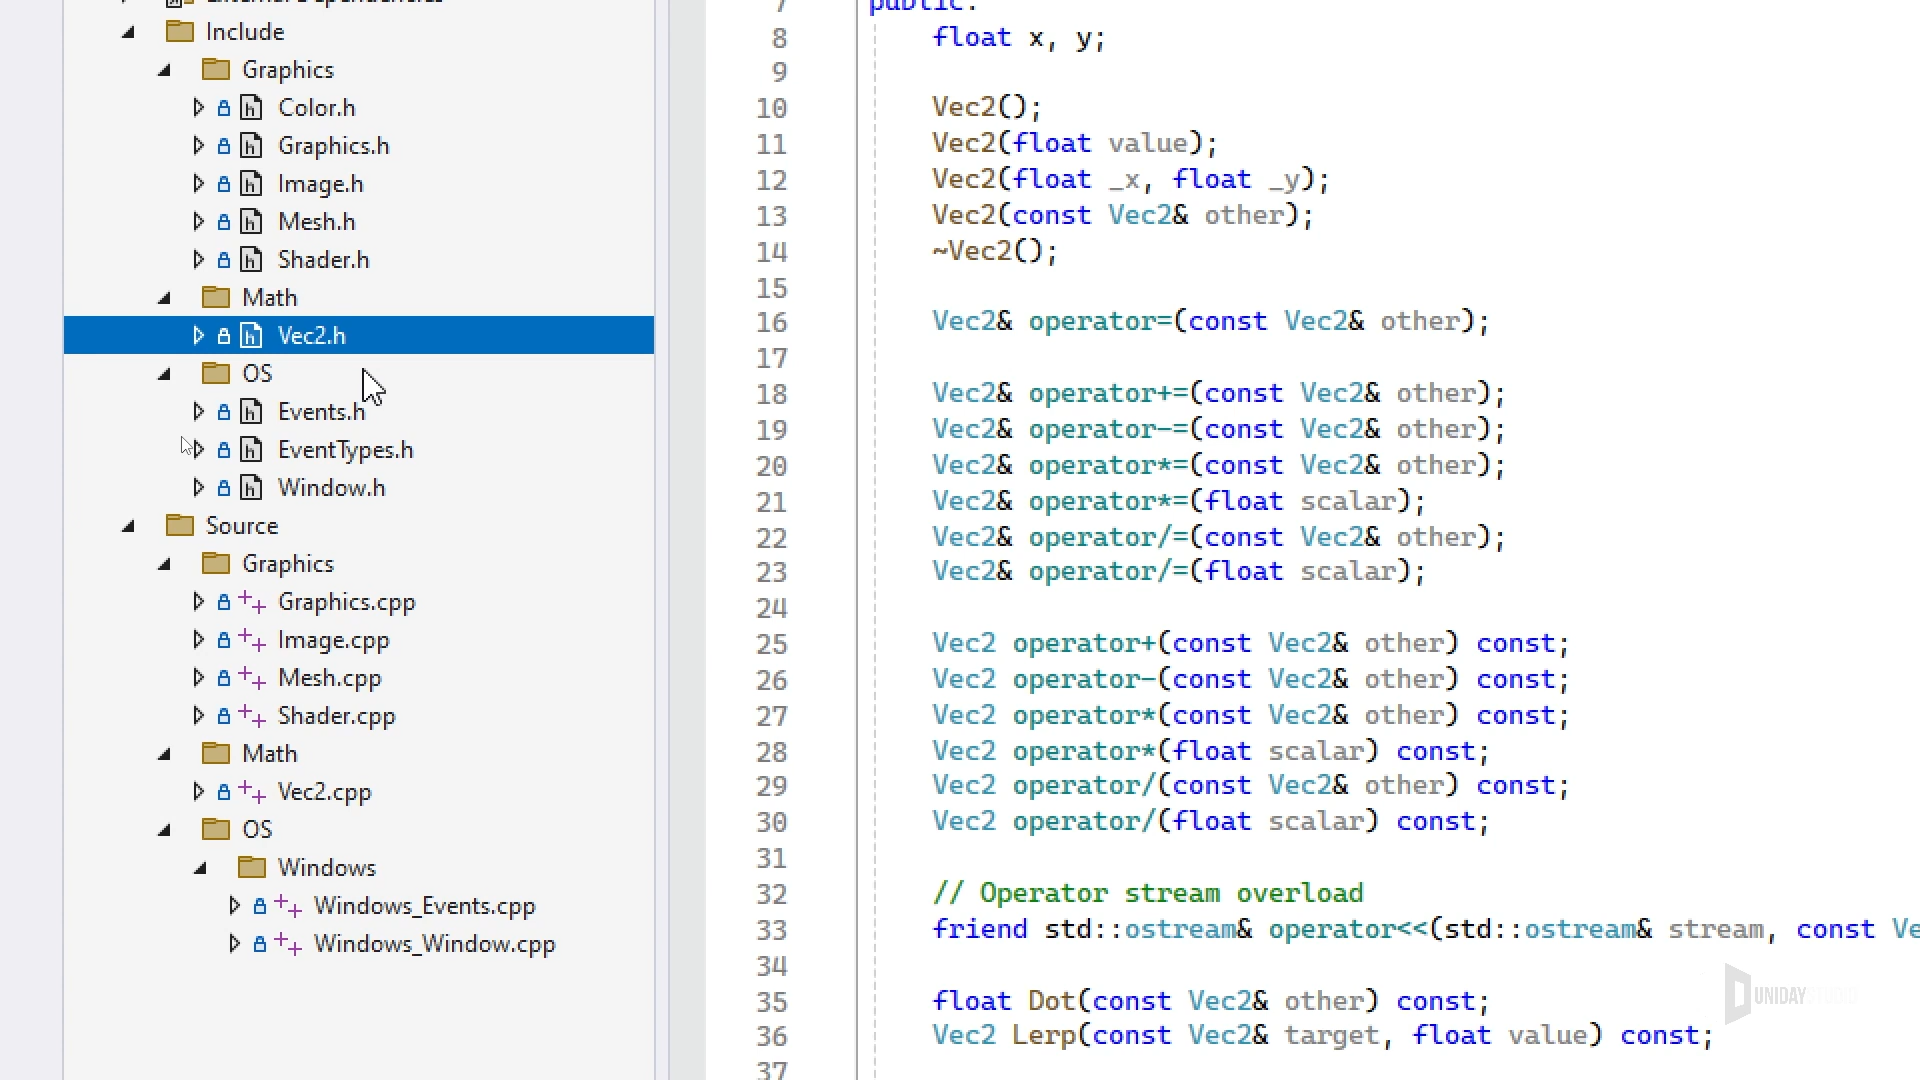 Include
Graphics
Color.h
Graphics.h
Image.h
Mesh.h
Shader.h
Math
Vec2.h
OS
Events.h
EventTypes.h
Window.h
Source
Graphics
Graphics.cpp
Image.cpp
Mesh.cpp
Shader.cpp
Math
Vec2.cpp
OS
Windows
Windows_Events.cpp
Windows_Window.cpp
7 public:
8 float x, y;
9
10 Vec2();
11 Vec2(float value);
12 Vec2(float _x, float _y);
13 Vec2(const Vec2& other);
14 ~Vec2();
15
16 Vec2& operator=(const Vec2& other);
17
18 Vec2& operator+=(const Vec2& other);
19 Vec2& operator-=(const Vec2& other);
20 Vec2& operator*=(const Vec2& other);
21 Vec2& operator*=(float scalar);
22 Vec2& operator/=(const Vec2& other);
23 Vec2& operator/=(float scalar);
24
25 Vec2 operator+(const Vec2& other) const;
26 Vec2 operator-(const Vec2& other) const;
27 Vec2 operator*(const Vec2& other) const;
28 Vec2 operator*(float scalar) const;
29 Vec2 operator/(const Vec2& other) const;
30 Vec2 operator/(float scalar) const;
31
32 // Operator stream overload
33 friend std::ostream& operator<<(std::ostream& stream, const Ve
34
35 float Dot(const Vec2& other) const;
36 Vec2 Lerp(const Vec2& target, float value) const;
37
UNIDAY